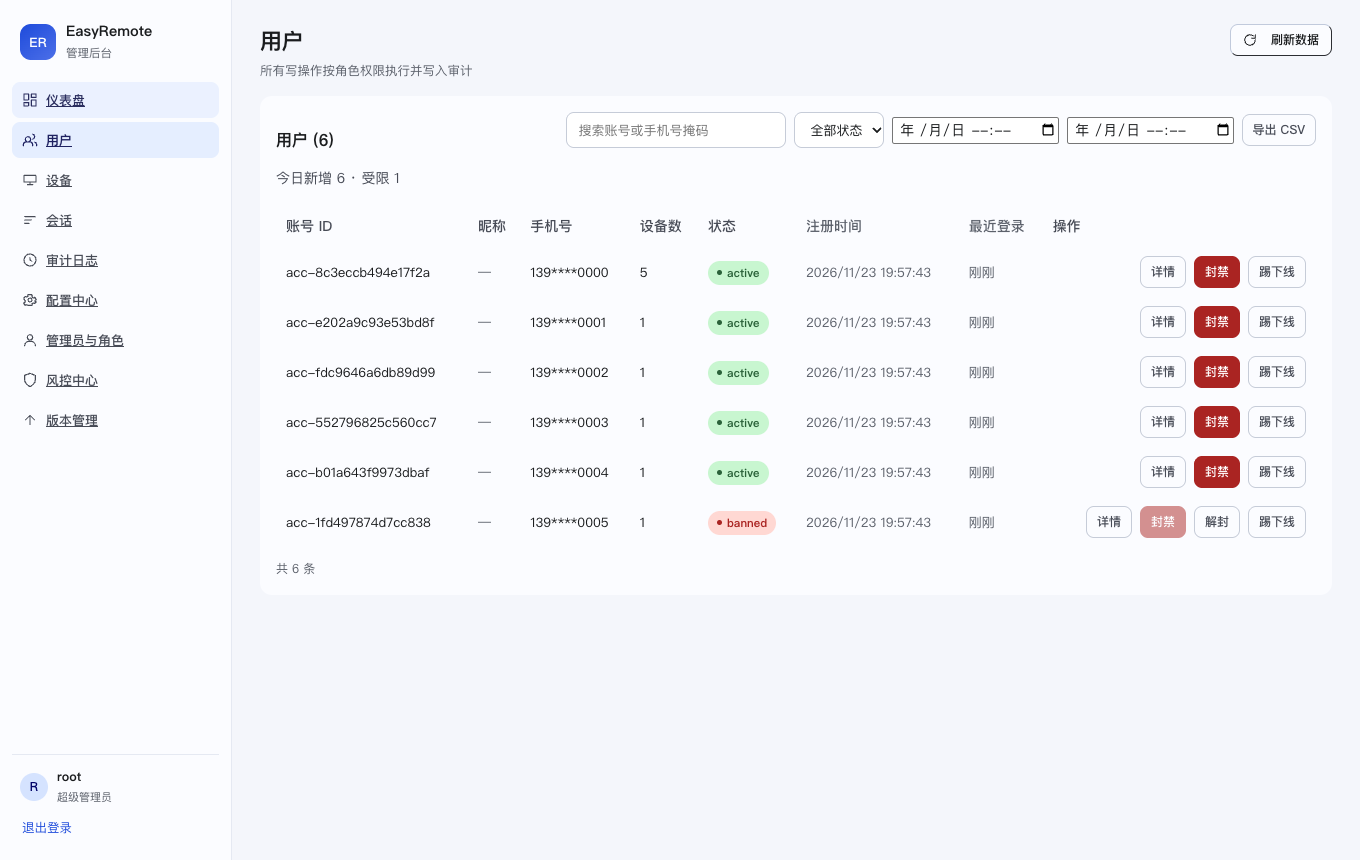 ER
EasyRemote
管理后台
仪表盘
用户
设备
会话
审计日志
配置中心
管理员与角色
风控中心
版本管理
R
root
超级管理员
退出登录
用户
所有写操作按角色权限执行并写入审计
刷新数据
用户 (6)
搜索账号或手机号掩码
全部状态
年 /月/日 --:--
年 /月/日 --:--
导出 CSV
今日新增 6 · 受限 1
账号 ID 昵称 手机号 设备数 状态 注册时间 最近登录 操作
acc-8c3eccb494e17f2a — 139****0000 5 active 2026/11/23 19:57:43 刚刚 详情 封禁 踢下线
acc-e202a9c93e53bd8f — 139****0001 1 active 2026/11/23 19:57:43 刚刚 详情 封禁 踢下线
acc-fdc9646a6db89d99 — 139****0002 1 active 2026/11/23 19:57:43 刚刚 详情 封禁 踢下线
acc-552796825c560cc7 — 139****0003 1 active 2026/11/23 19:57:43 刚刚 详情 封禁 踢下线
acc-b01a643f9973dbaf — 139****0004 1 active 2026/11/23 19:57:43 刚刚 详情 封禁 踢下线
acc-1fd497874d7cc838 — 139****0005 1 banned 2026/11/23 19:57:43 刚刚 详情 封禁 解封 踢下线
共 6 条